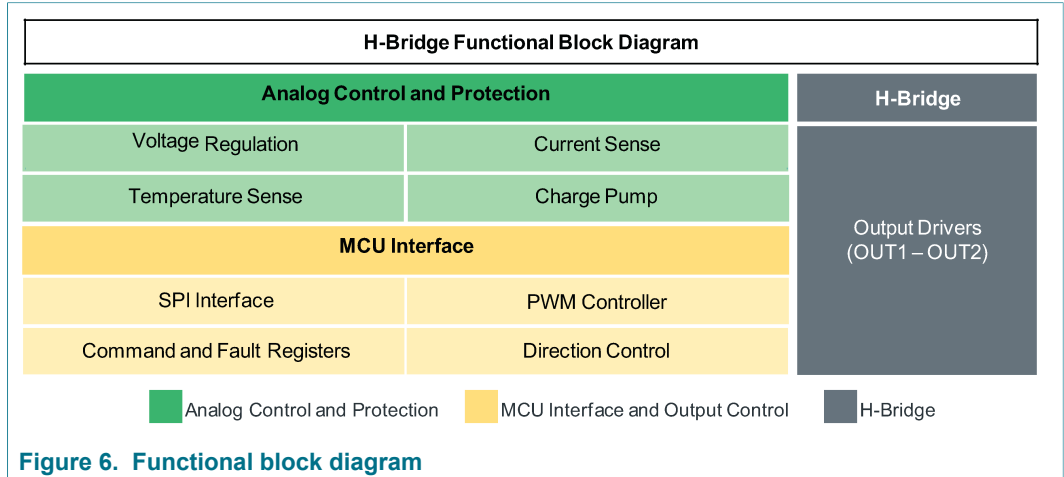 H-Bridge Functional Block Diagram
Analog Control and Protection
H-Bridge
Voltage Regulation
Current Sense
Temperature Sense
Charge Pump
MCU Interface
SPI Interface
PWM Controller
Command and Fault Registers
Direction Control
Output Drivers
(OUT1 – OUT2)
Analog Control and Protection
MCU Interface and Output Control
H-Bridge
Figure 6. Functional block diagram